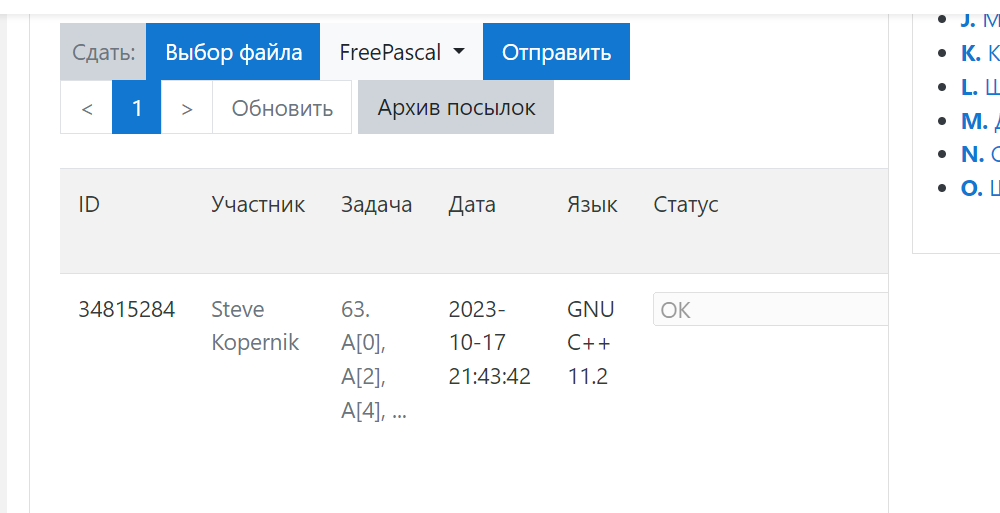 Сдать: Выбор файла FreePascal Отправить
< 1 > Обновить Архив посылок
ID Участник Задача Дата Язык Статус
34815284 Steve 63. 2023- GNU OK
Kopernik A[0], 10-17 C++
A[2], 21:43:42 11.2
A[4], ...
J.
K.
L.
M.
N.
O.